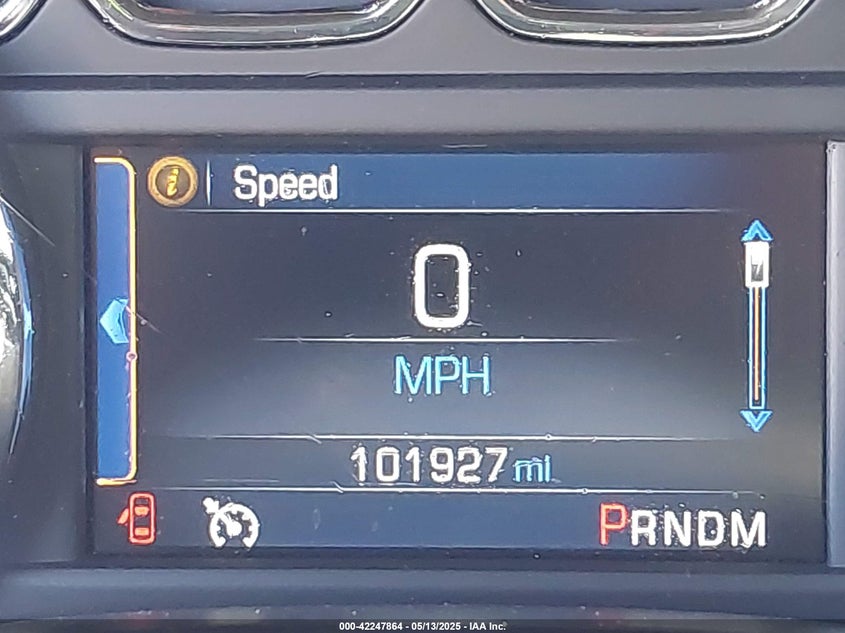 Speed
0
MPH
101927 mi
PRNDM
000-42247864 - 05/13/2025 - IAA Inc.